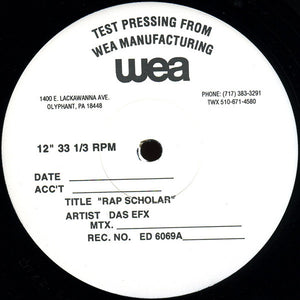 TEST PRESSING FROM
WEA MANUFACTURING
wea
1400 E. LACKAWANNA AVE.
OLYPHANT, PA 18448
PHONE: (717) 383-3291
TWX 510-671-4580
12" 33 1/3 RPM
DATE
ACC'T
TITLE "RAP SCHOLAR"
ARTIST DAS EFX
MTX.
REC. NO. ED 6069A